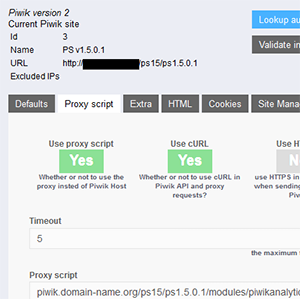 Piwik version 2
Current Piwik site
Id 3
Name PS v1.5.0.1
URL http:/ /ps15/ps1.5.0.1
Excluded IPs
Lookup au
Validate in
Defaults Proxy script Extra HTML Cookies Site Mana
Use proxy script Use cURL Use H
Yes Yes N
Whether or not to use the Whether or not to use cURL in use HTTPS in
proxy insted of Piwik Host Piwik API and proxy when sending
requests? Piw
Timeout
5
the maximum
Proxy script
piwik.domain-name.org/ps15/ps1.5.0.1/modules/piwikanalytic